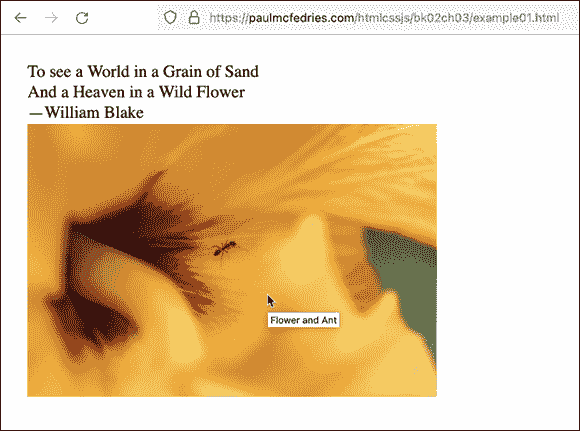 https://paulmcfedries.com/htmlcssjs/bk02ch03/example01.html
To see a World in a Grain of Sand
And a Heaven in a Wild Flower
—William Blake
Flower and Ant